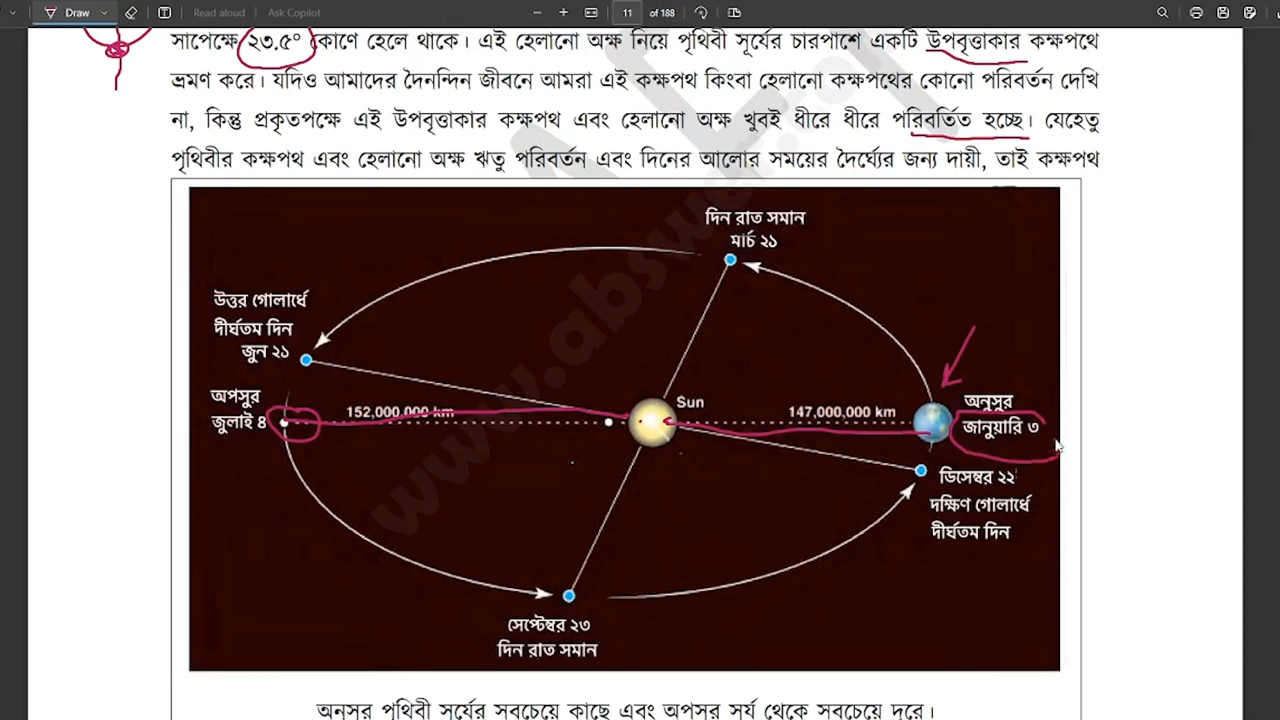 Draw
Read aloud
Ask Copilot
11
of 188
সাপেক্ষে ২৩.৫° কোণে হেলে থাকে। এই হেলানো অক্ষ নিয়ে পৃথিবী সূর্যের চারপাশে একটি উপবৃত্তাকার কক্ষপথে
ভ্রমণ করে। যদিও আমাদের দৈনন্দিন জীবনে আমরা এই কক্ষপথ কিংবা হেলানো কক্ষপথের কোনো পরিবর্তন দেখি
না, কিন্তু প্রকৃতপক্ষে এই উপবৃত্তাকার কক্ষপথ এবং হেলানো অক্ষ খুবই ধীরে ধীরে পরিবর্তিত হচ্ছে। যেহেতু
পৃথিবীর কক্ষপথ এবং হেলানো অক্ষ ঋতু পরিবর্তন এবং দিনের আলোর সময়ের দৈর্ঘ্যের জন্য দায়ী, তাই কক্ষপথ
দিন রাত সমান
মার্চ ২১
উত্তর গোলার্ধে
দীর্ঘতম দিন
জুন ২১
অপসুর
জুলাই ৪
152,000,000 km
Sun
147,000,000 km
অনুসুর
জানুয়ারি ৩
ডিসেম্বর ২২
দক্ষিণ গোলার্ধে
দীর্ঘতম দিন
সেপ্টেম্বর ২৩
দিন রাত সমান
অনুসুর পৃথিবী সূর্যের সবচেয়ে কাছে এবং অপসুর সূর্য থেকে সবচেয়ে দূরে।